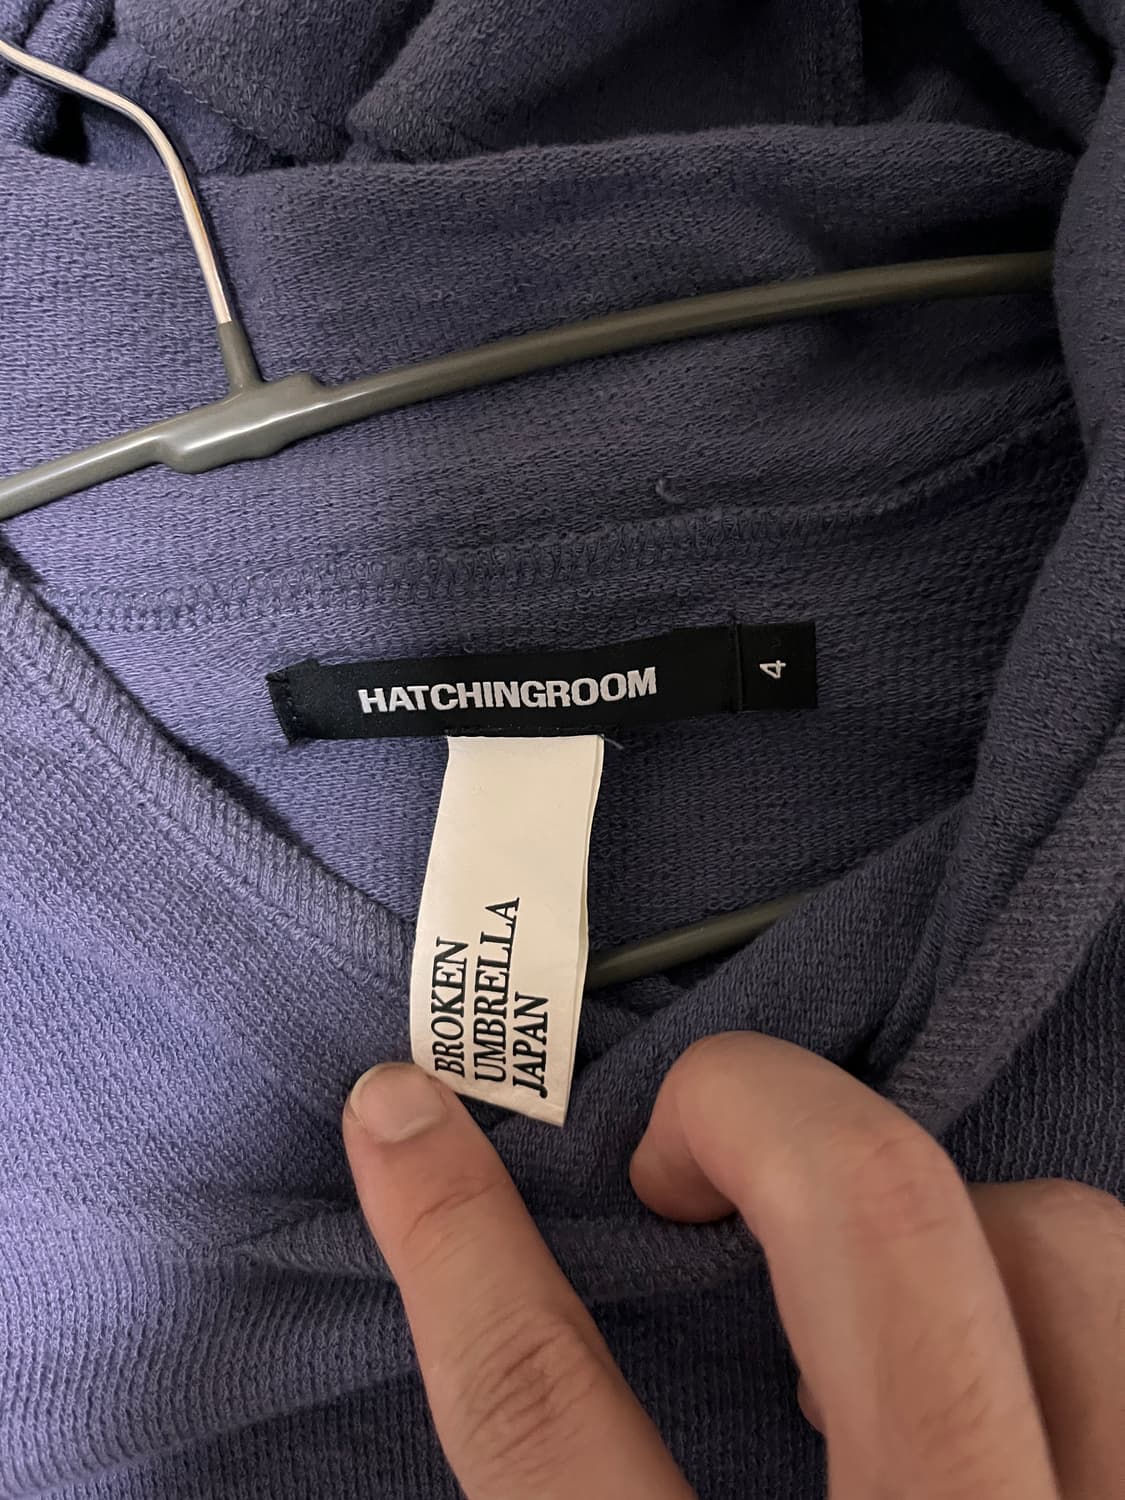 HATCHINGROOM
4
BROKEN
UMBRELLA
JAPAN